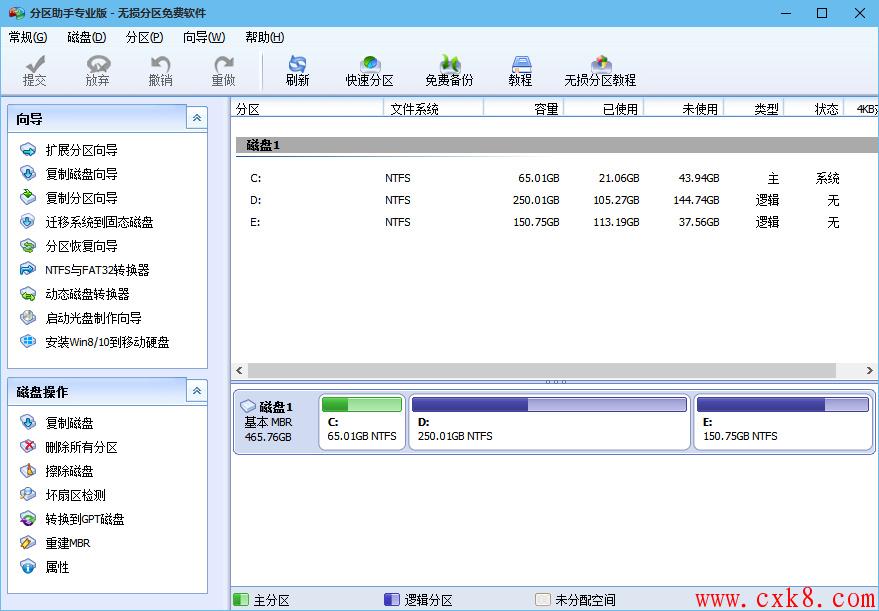 分区助手专业版 - 无损分区免费软件
常规(G) 磁盘(D) 分区(P) 向导(W) 帮助(H)
提交 放弃 撤销 重做 刷新 快速分区 免费备份 教程 无损分区教程
向导
扩展分区向导
复制磁盘向导
复制分区向导
迁移系统到固态磁盘
分区恢复向导
NTFS与FAT32转换器
动态磁盘转换器
启动光盘制作向导
安装Win8/10到移动硬盘
磁盘操作
复制磁盘
删除所有分区
擦除磁盘
坏扇区检测
转换到GPT磁盘
重建MBR
属性
分区 文件系统 容量 已使用 未使用 类型 状态 4KB
磁盘1
C: NTFS 65.01GB 21.06GB 43.94GB 主 系统
D: NTFS 250.01GB 105.27GB 144.74GB 逻辑 无
E: NTFS 150.75GB 113.19GB 37.56GB 逻辑 无
磁盘1
基本 MBR
465.76GB
C:
65.01GB NTFS
D:
250.01GB NTFS
E:
150.75GB NTFS
主分区 逻辑分区 未分配空间
www.cxk8.com